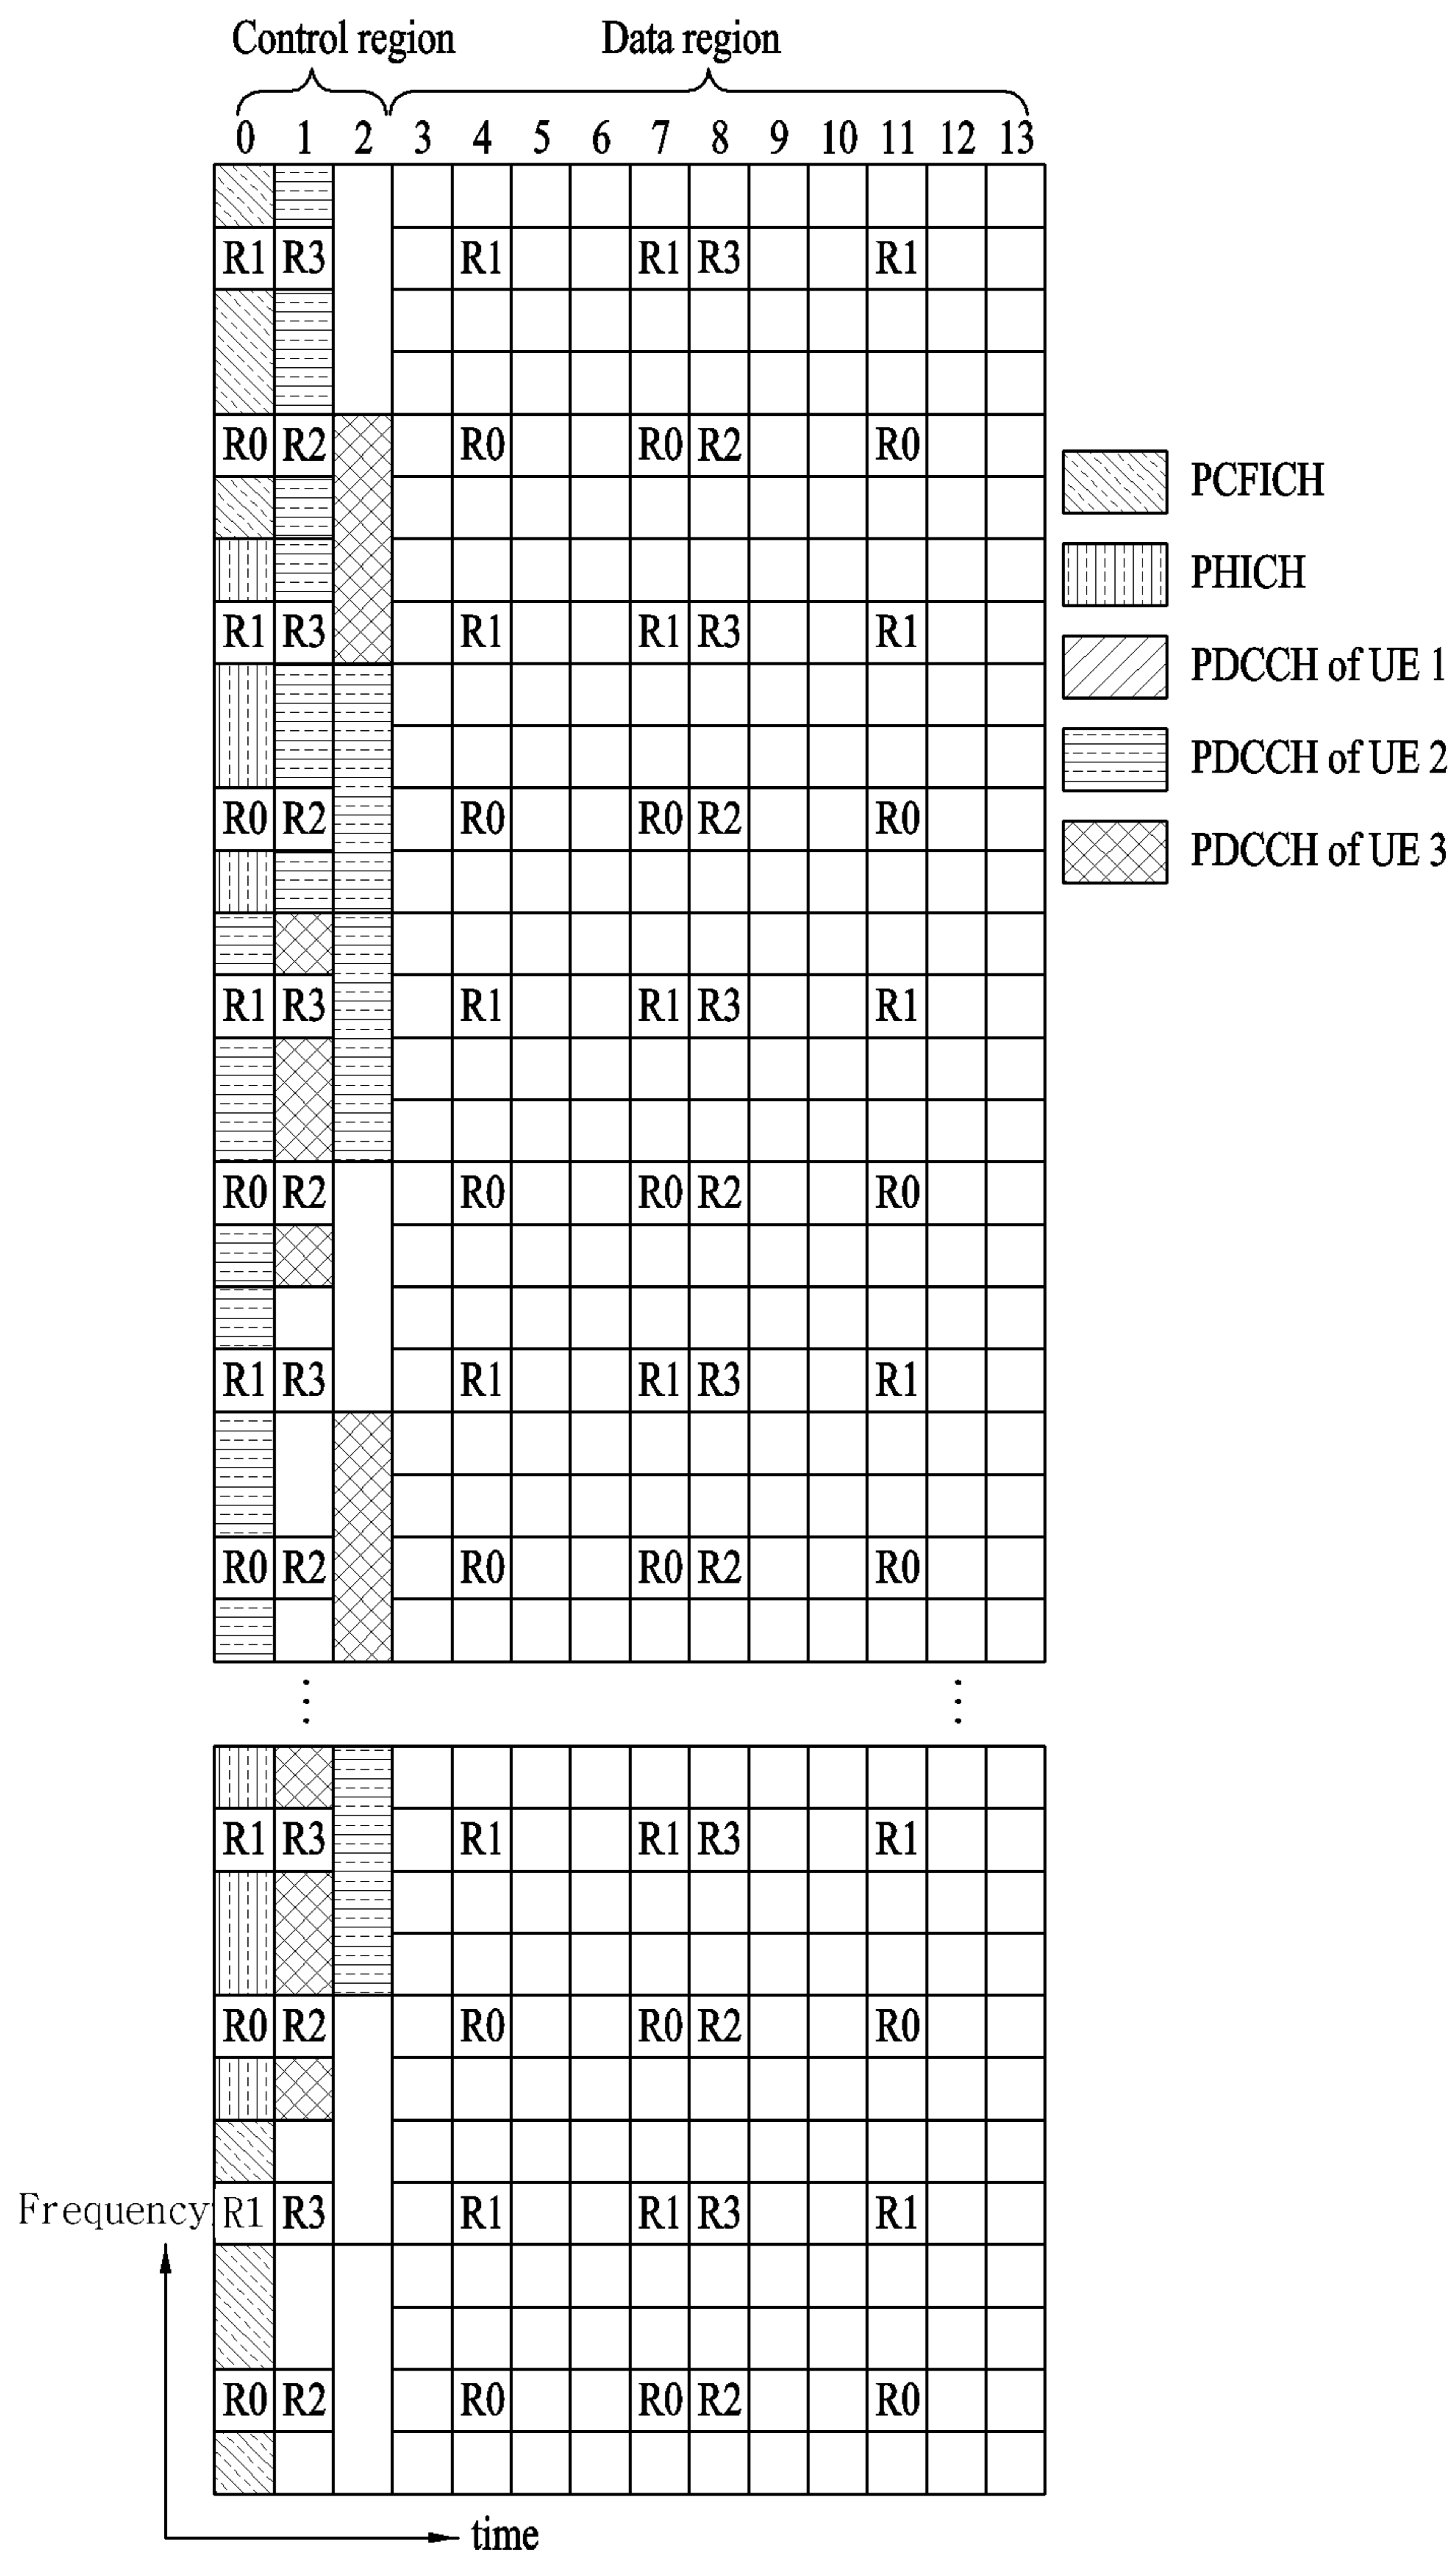 Control region Data region
0 1 2 3 4 5 6 7 8 9 10 11 12 13
R1 R3 R1 R1 R3 R1
R0 R2 R0 R0 R2 R0
PCFICH
PHICH
R1 R3 R1 R1 R3 R1
PDCCH of UE 1
PDCCH of UE 2
R0 R2 R0 R0 R2 R0
PDCCH of UE 3
R1 R3 R1 R1 R3 R1
R0 R2 R0 R0 R2 R0
R1 R3 R1 R1 R3 R1
R0 R2 R0 R0 R2 R0
R1 R3 R1 R1 R3 R1
R0 R2 R0 R0 R2 R0
Frequency R1 R3 R1 R1 R3 R1
R0 R2 R0 R0 R2 R0
time